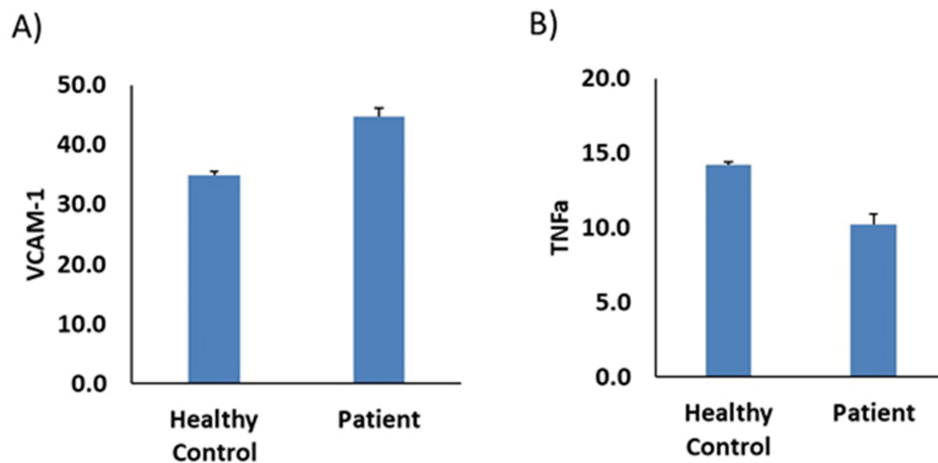 A)
VCAM-1
50.0
40.0
30.0
20.0
10.0
0.0
Healthy
Control
Patient
B)
TNFa
20.0
15.0
10.0
5.0
0.0
Healthy
Control
Patient